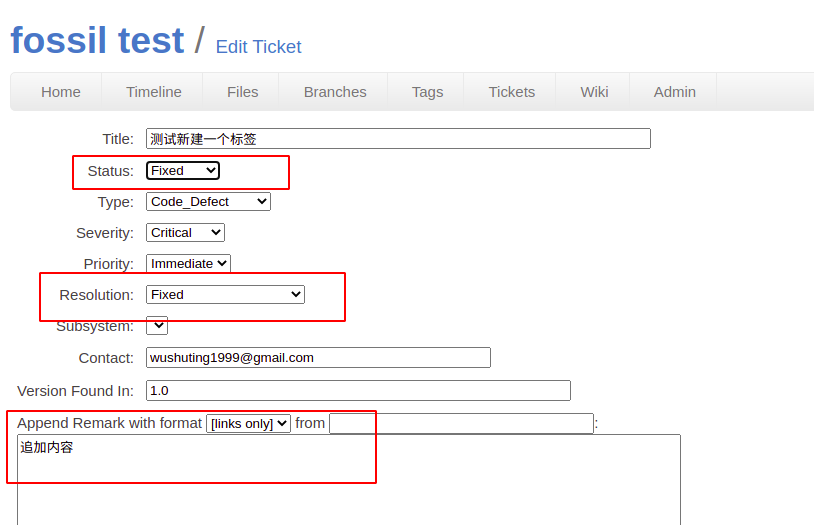 fossil test / Edit Ticket
Home Timeline Files Branches Tags Tickets Wiki Admin
Title: 测试新建一个标签
Status: Fixed
Type: Code_Defect
Severity: Critical
Priority: Immediate
Resolution: Fixed
Subsystem:
Contact: wushuting1999@gmail.com
Version Found In: 1.0
Append Remark with format [links only] from :
追加内容